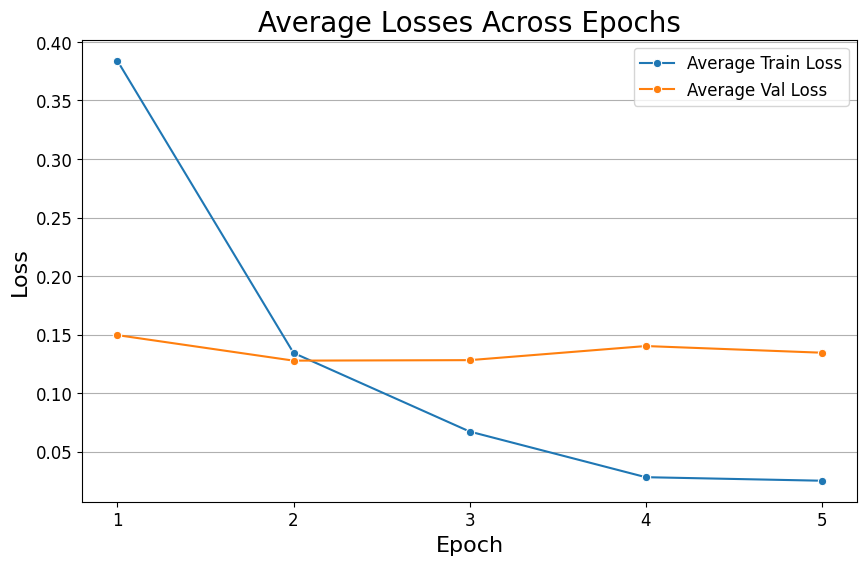 Average Losses Across Epochs
Average Train Loss
Average Val Loss
0.40
0.35
0.30
0.25
0.20
0.15
0.10
0.05
Loss
1 2 3 4 5
Epoch